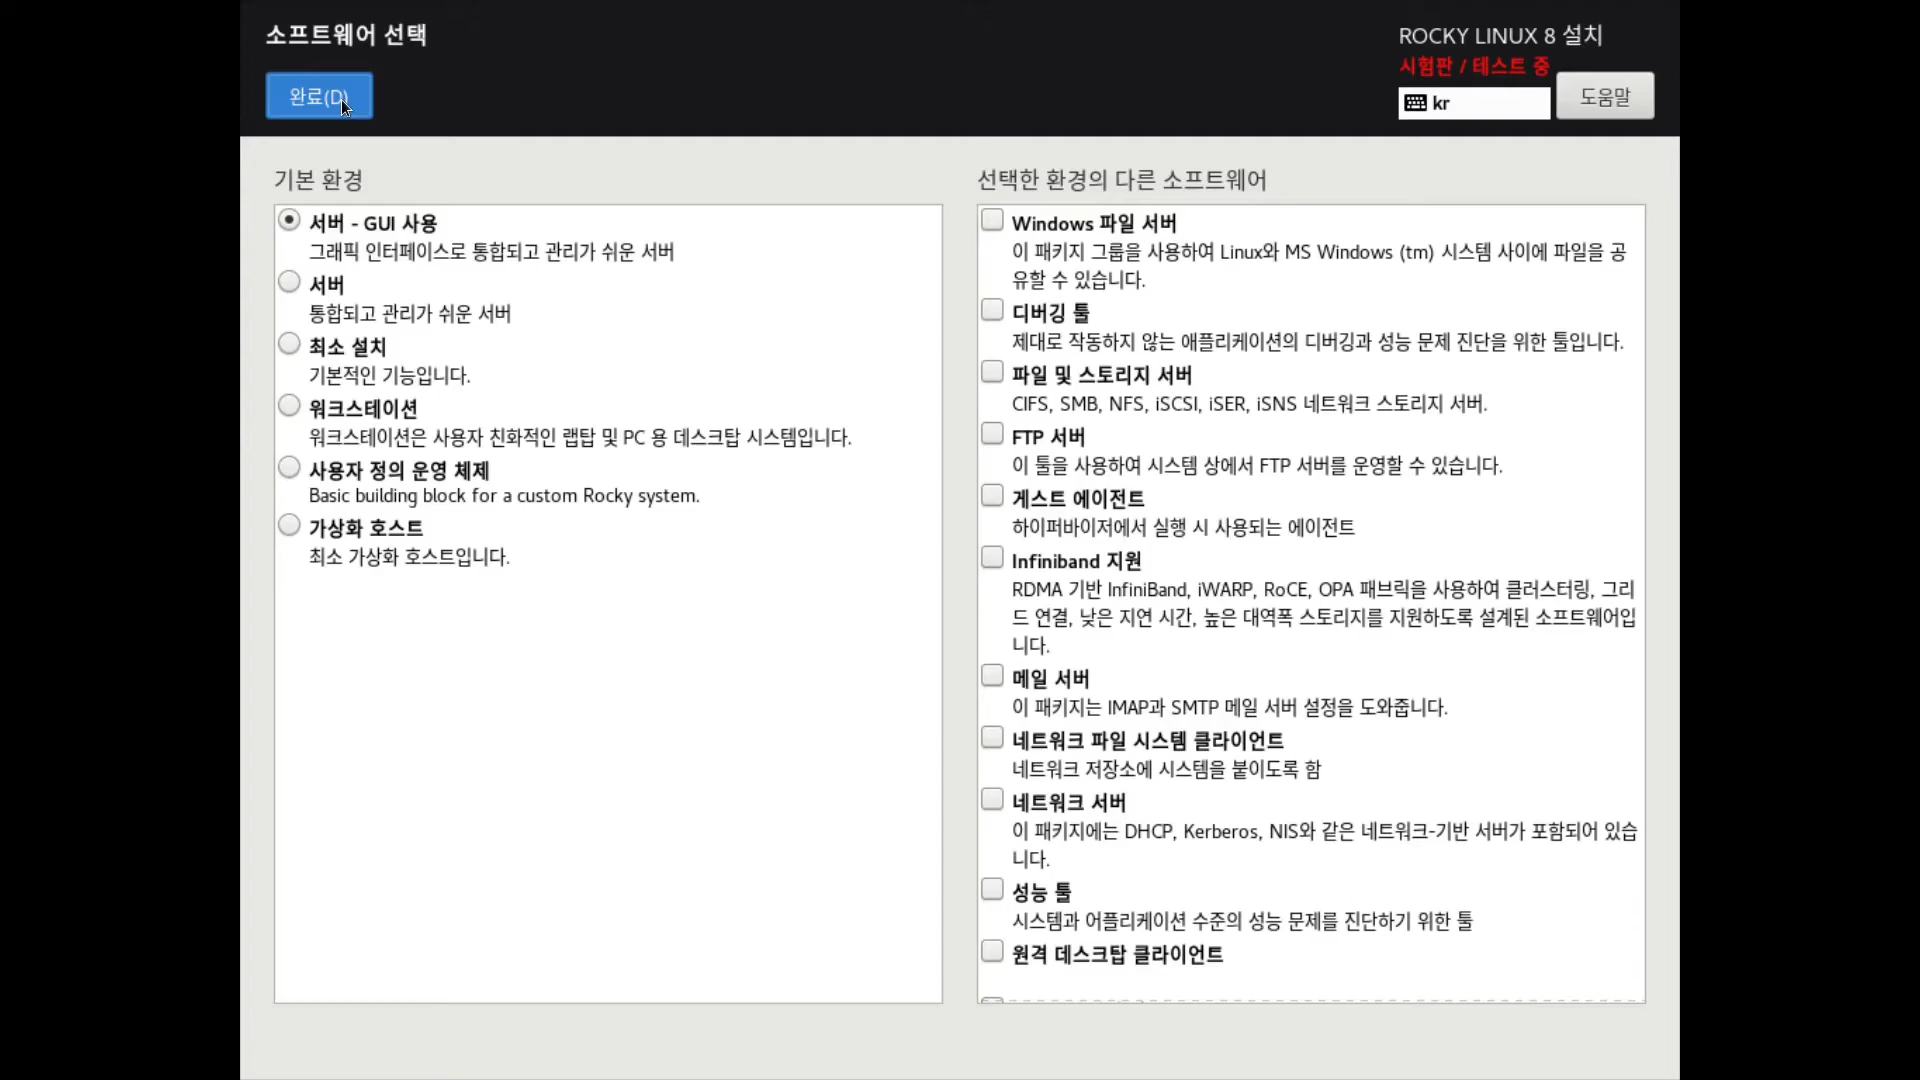 소프트웨어 선택
완료(D)
ROCKY LINUX 8 설치
시험판 / 테스트 중
kr
도움말
기본 환경
서버 - GUI 사용
그래픽 인터페이스로 통합되고 관리가 쉬운 서버
서버
통합되고 관리가 쉬운 서버
최소 설치
기본적인 기능입니다.
워크스테이션
워크스테이션은 사용자 친화적인 랩탑 및 PC 용 데스크탑 시스템입니다.
사용자 정의 운영 체제
Basic building block for a custom Rocky system.
가상화 호스트
최소 가상화 호스트입니다.
선택한 환경의 다른 소프트웨어
Windows 파일 서버
이 패키지 그룹을 사용하여 Linux와 MS Windows (tm) 시스템 사이에 파일을 공
유할 수 있습니다.
디버깅 툴
제대로 작동하지 않는 애플리케이션의 디버깅과 성능 문제 진단을 위한 툴입니다.
파일 및 스토리지 서버
CIFS, SMB, NFS, iSCSI, iSER, iSNS 네트워크 스토리지 서버.
FTP 서버
이 툴을 사용하여 시스템 상에서 FTP 서버를 운영할 수 있습니다.
게스트 에이전트
하이퍼바이저에서 실행 시 사용되는 에이전트
Infiniband 지원
RDMA 기반 InfiniBand, iWARP, RoCE, OPA 패브릭을 사용하여 클러스터링, 그리
드 연결, 낮은 지연 시간, 높은 대역폭 스토리지를 지원하도록 설계된 소프트웨어입
니다.
메일 서버
이 패키지는 IMAP과 SMTP 메일 서버 설정을 도와줍니다.
네트워크 파일 시스템 클라이언트
네트워크 저장소에 시스템을 붙이도록 함
네트워크 서버
이 패키지에는 DHCP, Kerberos, NIS와 같은 네트워크-기반 서버가 포함되어 있습
니다.
성능 툴
시스템과 어플리케이션 수준의 성능 문제를 진단하기 위한 툴
원격 데스크탑 클라이언트